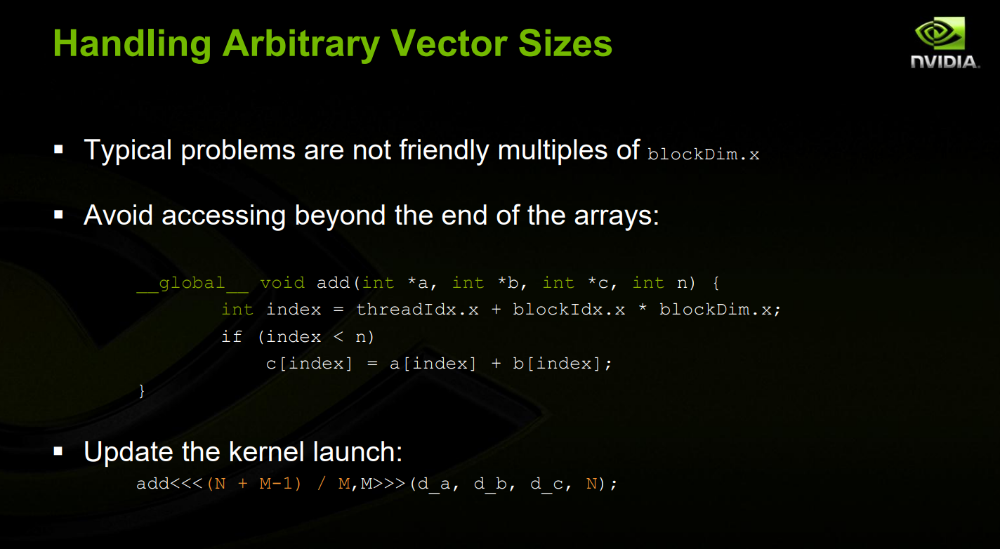 Handling Arbitrary Vector Sizes
NVIDIA.
▪ Typical problems are not friendly multiples of blockDim.x
▪ Avoid accessing beyond the end of the arrays:
__global__ void add(int *a, int *b, int *c, int n) {
int index = threadIdx.x + blockIdx.x * blockDim.x;
if (index < n)
c[index] = a[index] + b[index];
}
▪ Update the kernel launch:
add<<<(N + M-1) / M,M>>>(d_a, d_b, d_c, N);